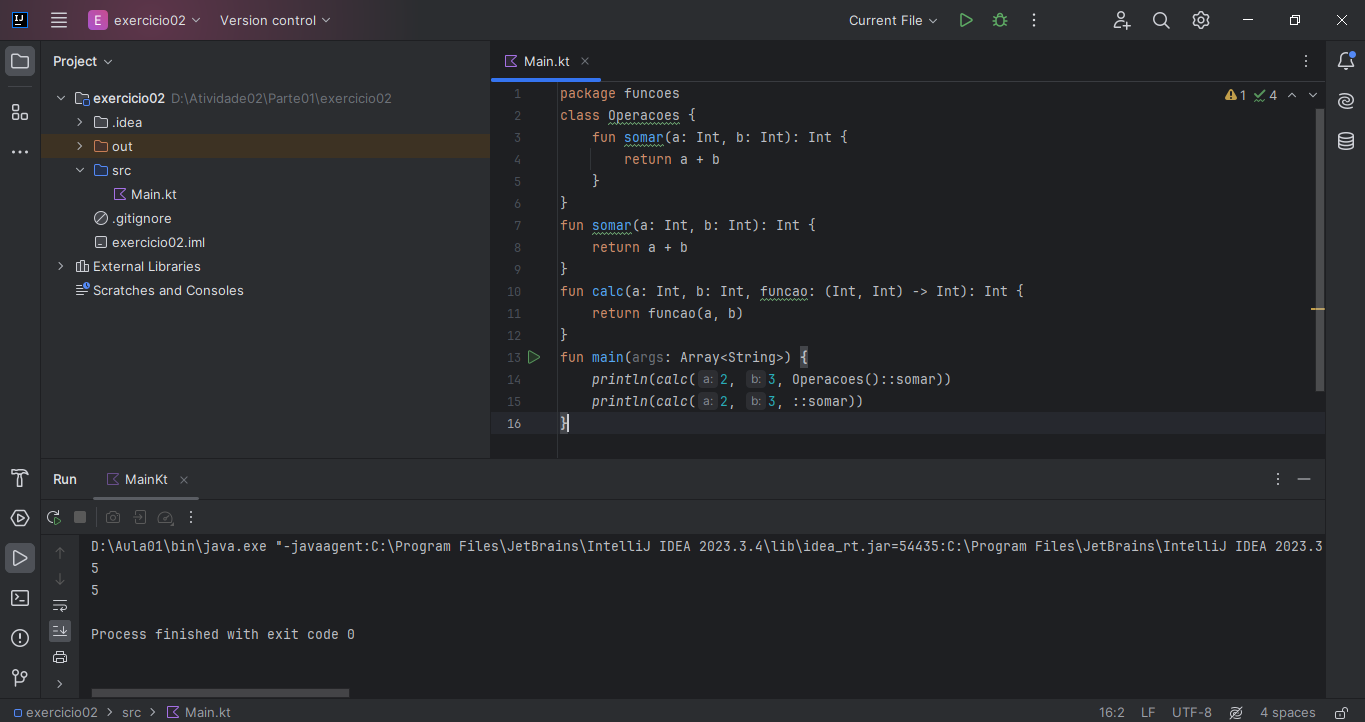 E exercicio02 Version control Current File
Project
exercicio02 D:\Atividade02\Parte01\exercicio02
.idea
out
src
Main.kt
.gitignore
exercicio02.iml
External Libraries
Scratches and Consoles
Main.kt
1 4
1 package funcoes
2 class Operacoes {
3 fun somar(a: Int, b: Int): Int {
4 return a + b
5 }
6 }
7 fun somar(a: Int, b: Int): Int {
8 return a + b
9 }
10 fun calc(a: Int, b: Int, funcao: (Int, Int) -> Int): Int {
11 return funcao(a, b)
12 }
13 fun main(args: Array<String>) {
14 println(calc( a: 2, b: 3, Operacoes()::somar))
15 println(calc( a: 2, b: 3, ::somar))
16 }
Run MainKt
D:\Aula01\bin\java.exe "-javaagent:C:\Program Files\JetBrains\IntelliJ IDEA 2023.3.4\lib\idea_rt.jar=54435:C:\Program Files\JetBrains\IntelliJ IDEA 2023.3
5
5
Process finished with exit code 0
exercicio02 > src > Main.kt 16:2 LF UTF-8 4 spaces